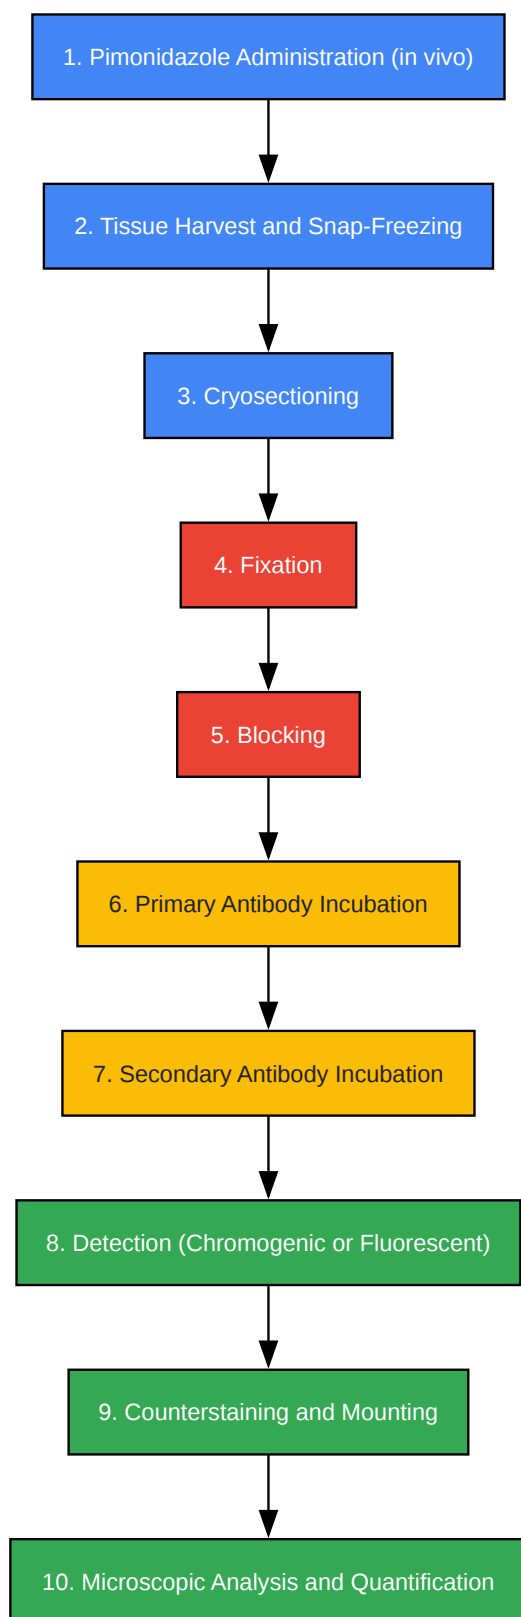 1. Pimonidazole Administration (in vivo)
2. Tissue Harvest and Snap-Freezing
3. Cryosectioning
4. Fixation
5. Blocking
6. Primary Antibody Incubation
7. Secondary Antibody Incubation
8. Detection (Chromogenic or Fluorescent)
9. Counterstaining and Mounting
10. Microscopic Analysis and Quantification